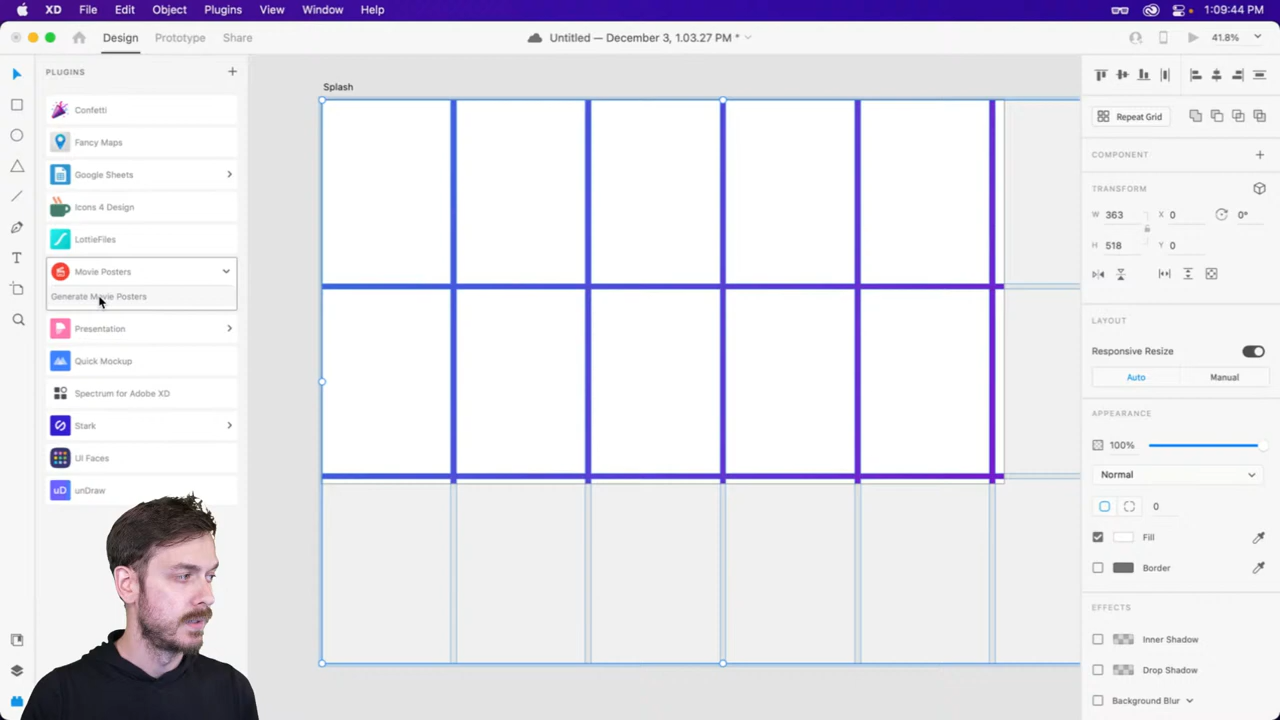 XD File Edit Object Plugins View Window Help 1:09:44 PM
Design Prototype Share Untitled — December 3, 1.03.27 PM * 41.8%
PLUGINS +
Splash
Confetti
Fancy Maps
Google Sheets
Icons 4 Design
LottieFiles
Movie Posters
Generate Movie Posters
Presentation
Quick Mockup
Spectrum for Adobe XD
Stark
UI Faces
uD unDraw
Repeat Grid
COMPONENT +
TRANSFORM
W 363 X 0 0°
H 518 Y 0
LAYOUT
Responsive Resize
Auto Manual
APPEARANCE
100%
Normal
0
Fill
Border
EFFECTS
Inner Shadow
Drop Shadow
Background Blur